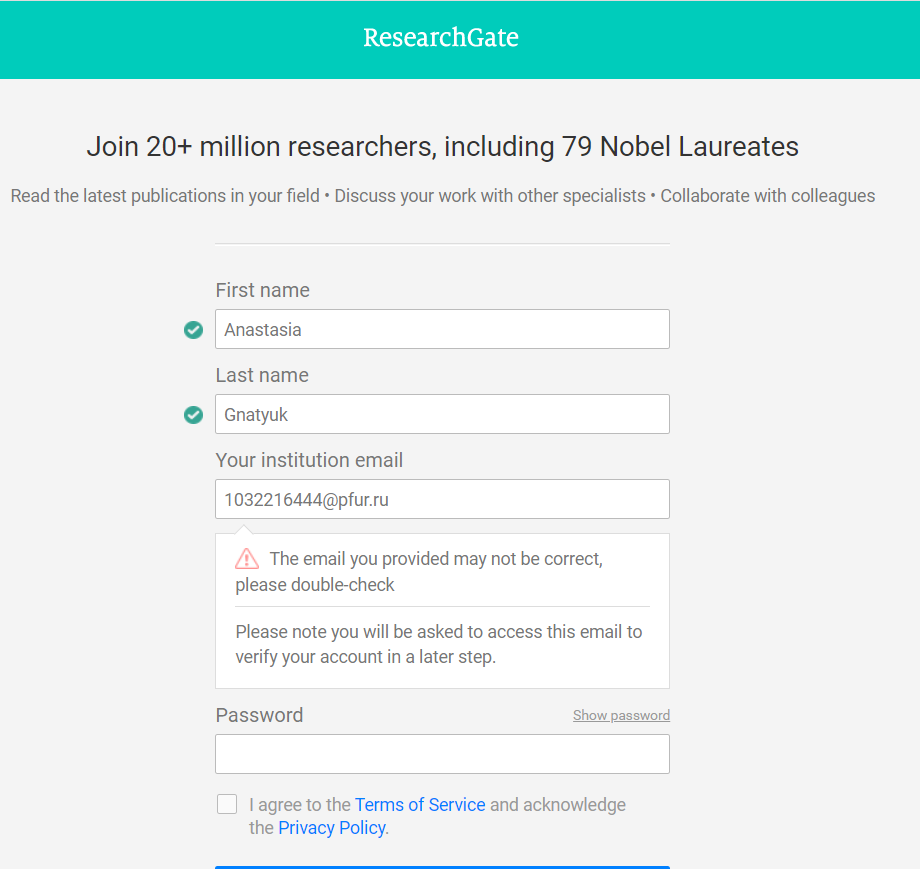 ResearchGate
Join 20+ million researchers, including 79 Nobel Laureates
Read the latest publications in your field • Discuss your work with other specialists • Collaborate with colleagues
First name
Anastasia
Last name
Gnatyuk
Your institution email
1032216444@pfur.ru
The email you provided may not be correct,
please double-check
Please note you will be asked to access this email to
verify your account in a later step.
Password
Show password
I agree to the Terms of Service and acknowledge
the Privacy Policy.